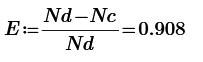 E := (Nd − Nc) / Nd = 0.908